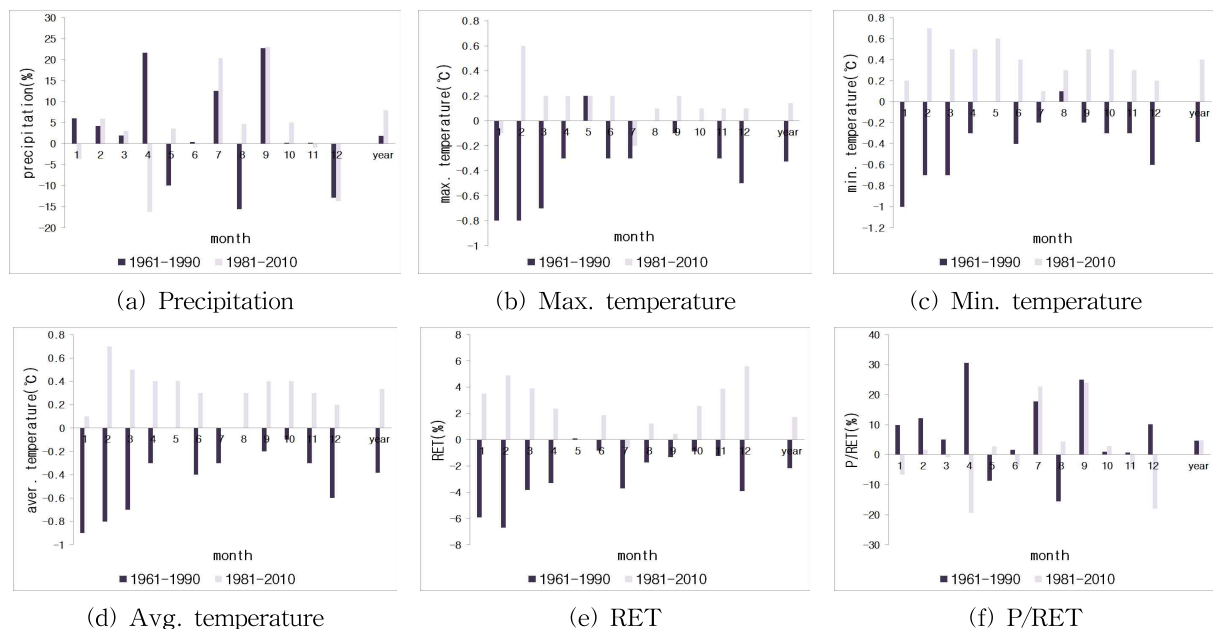 30
25
20
15
10
5
0
-5
-10
-15
-20
precipitation(%)
1 2 3 4 5 6 7 8 9 10 11 12 year
month
1961-1990 1981-2010
(a) Precipitation
0.8
0.6
0.4
0.2
0
-0.2
-0.4
-0.6
-0.8
-1
max. temperature(℃)
1 2 3 4 5 6 7 8 9 10 11 12 year
month
1961-1990 1981-2010
(b) Max. temperature
0.8
0.6
0.4
0.2
0
-0.2
-0.4
-0.6
-0.8
-1
-1.2
min. temperature(℃)
1 2 3 4 5 6 7 8 9 10 11 12 year
month
1961-1990 1981-2010
(c) Min. temperature
0.8
0.6
0.4
0.2
0
-0.2
-0.4
-0.6
-0.8
-1
aver. temperature(℃)
1 2 3 4 5 6 7 8 9 10 11 12 year
month
1961-1990 1981-2010
(d) Avg. temperature
8
6
4
2
0
-2
-4
-6
-8
RET(%)
1 2 3 4 5 6 7 8 9 10 11 12 year
month
1961-1990 1981-2010
(e) RET
40
30
20
10
0
-10
-20
-30
P/RET(%)
1 2 3 4 5 6 7 8 9 10 11 12 year
month
1961-1990 1981-2010
(f) P/RET